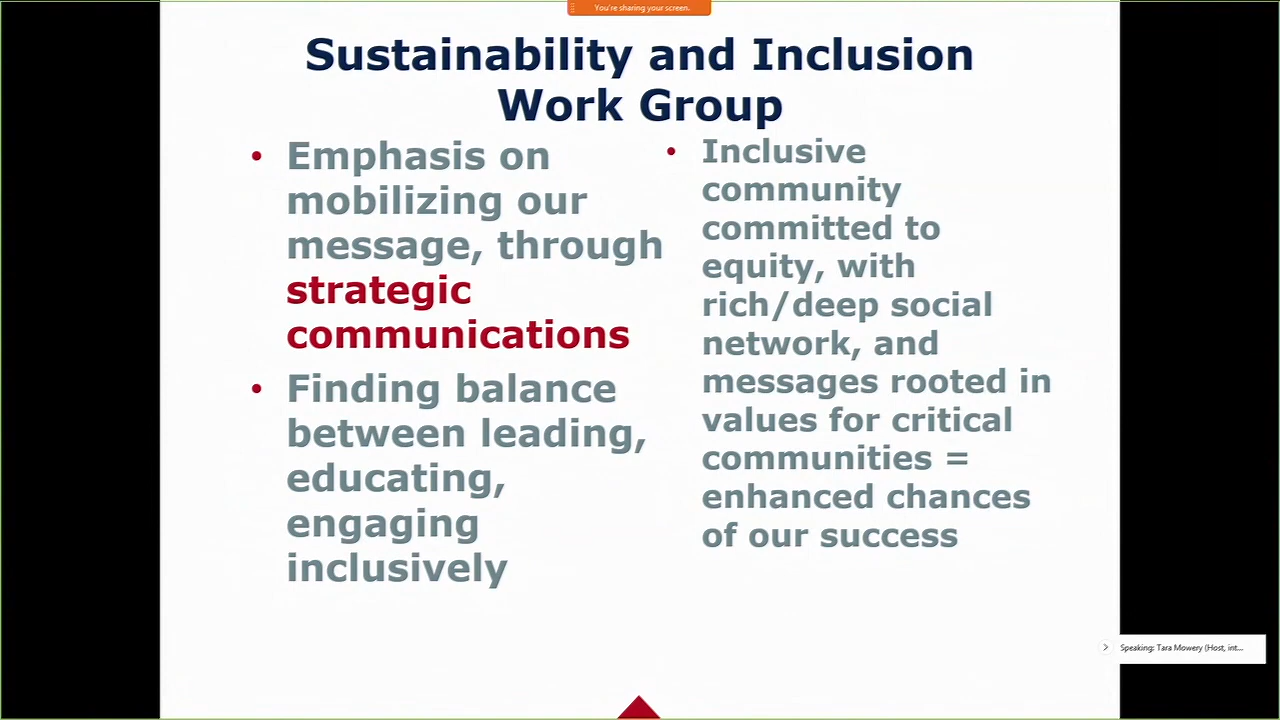 You're sharing your screen.
Sustainability and Inclusion
Work Group
• Emphasis on
mobilizing our
message, through
strategic
communications
• Finding balance
between leading,
educating,
engaging
inclusively
• Inclusive
community
committed to
equity, with
rich/deep social
network, and
messages rooted in
values for critical
communities =
enhanced chances
of our success
Speaking: Tara Mowery (Host, int...